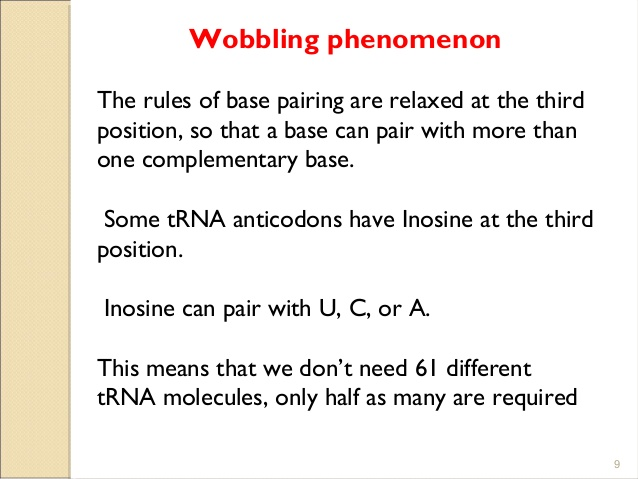 Wobbling phenomenon
The rules of base pairing are relaxed at the third
position, so that a base can pair with more than
one complementary base.
Some tRNA anticodons have Inosine at the third
position.
Inosine can pair with U, C, or A.
This means that we don’t need 61 different
tRNA molecules, only half as many are required
9